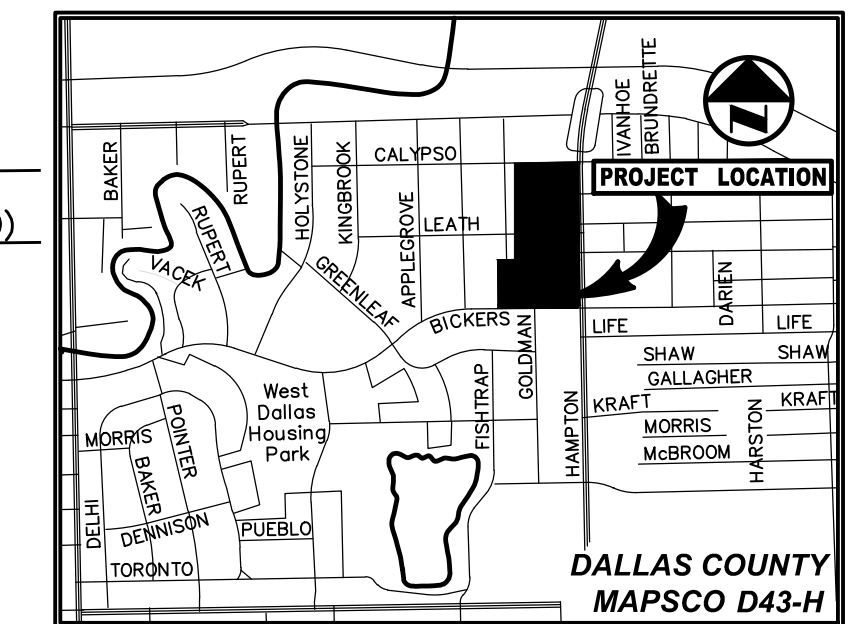 IVANHOE
BRUNDRETTE
N
BAKER
RUPERT
HOLYSTONE
KINGBROOK
CALYPSO
PROJECT LOCATION
RUPERT
APPLEGROVE
LEATH
VACEK
GREENLEAF
DARIEN
BICKERS
GOLDMAN
LIFE
LIFE
SHAW
SHAW
GALLAGHER
West
Dallas
Housing
Park
FISHTRAP
HAMPTON
KRAFT
KRAFT
MORRIS
POINTER
MORRIS
HARSTON
BAKER
McBROOM
DELHI
DENNISON
PUEBLO
TORONTO
DALLAS COUNTY
MAPSCO D43-H